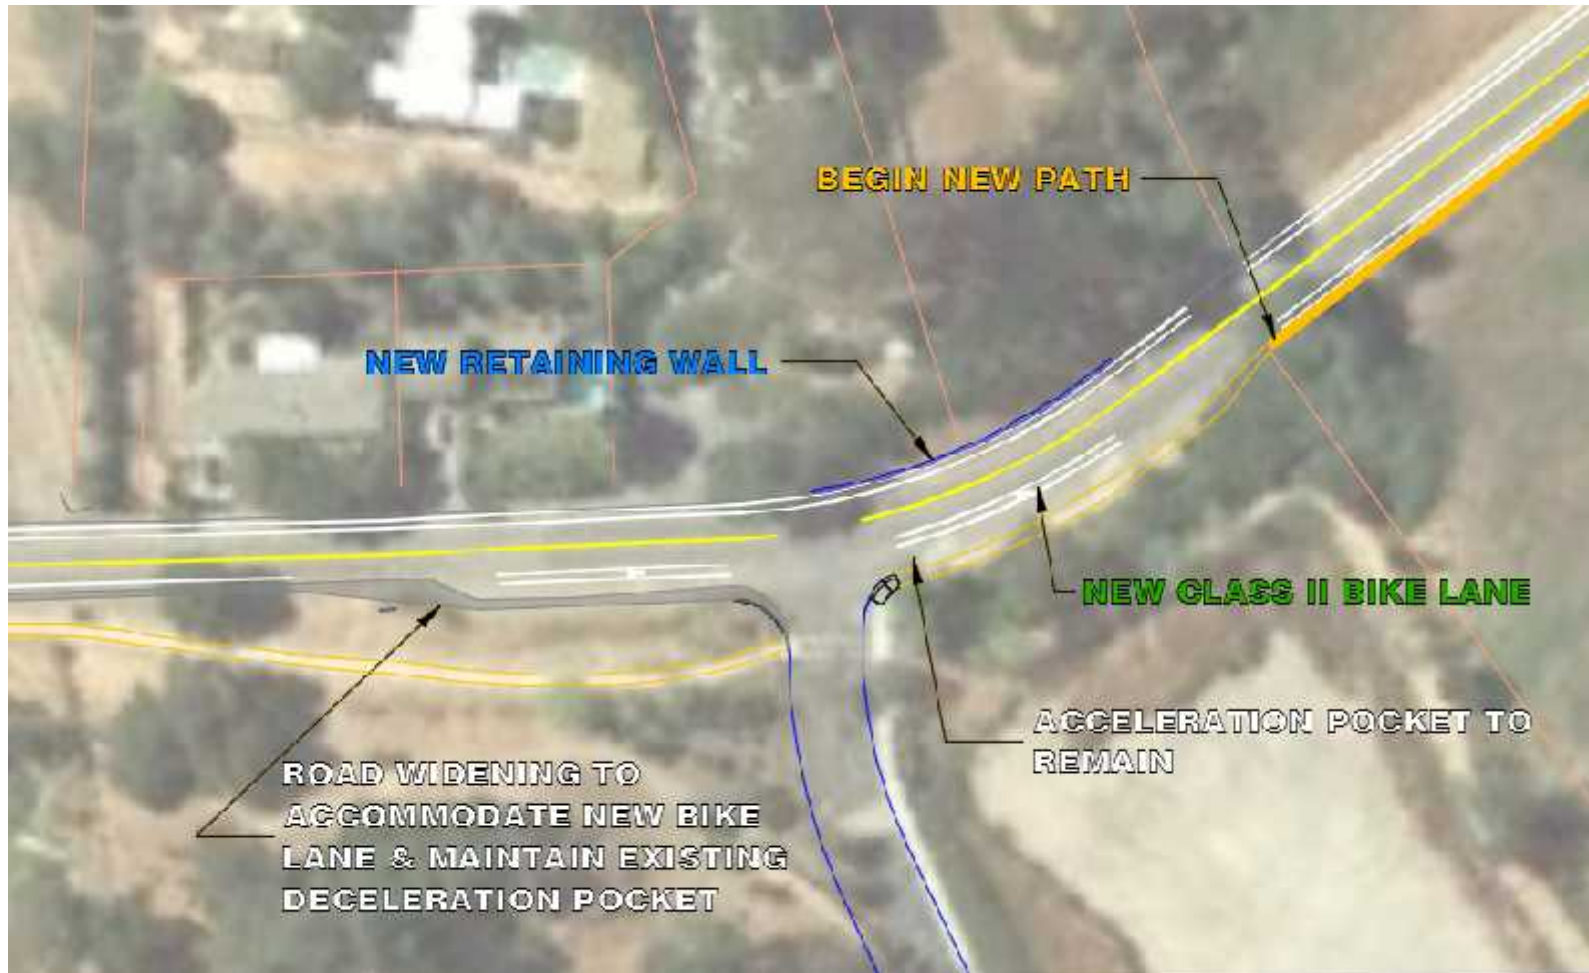 BEGIN NEW PATH
NEW RETAINING WALL
NEW CLASS II BIKE LANE
ACCELERATION POCKET TO
REMAIN
ROAD WIDENING TO
ACCOMMODATE NEW BIKE
LANE & MAINTAIN EXISTING
DECELERATION POCKET